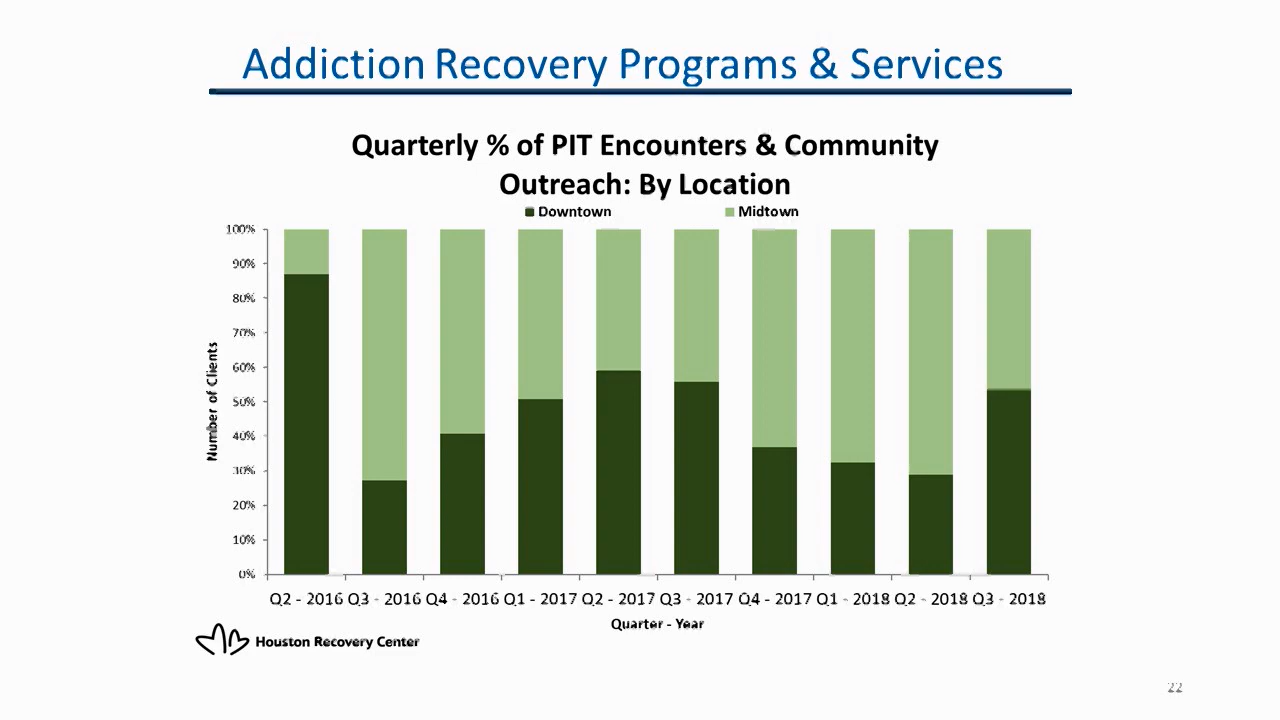 Addiction Recovery Programs & Services
Quarterly % of PIT Encounters & Community
Outreach: By Location
Downtown Midtown
100%
90%
80%
70%
60%
50%
40%
30%
20%
10%
0%
Number of Clients
Q2 - 2016 Q3 - 2016 Q4 - 2016 Q1 - 2017 Q2 - 2017 Q3 - 2017 Q4 - 2017 Q1 - 2018 Q2 - 2018 Q3 - 2018
Quarter - Year
Houston Recovery Center
22